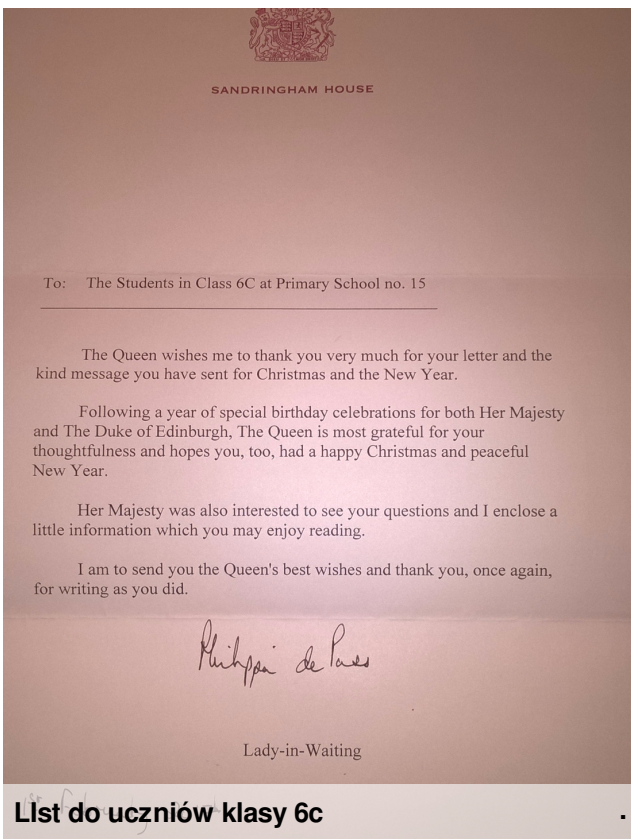 SANDRINGHAM HOUSE
To: The Students in Class 6C at Primary School no. 15
The Queen wishes me to thank you very much for your letter and the
kind message you have sent for Christmas and the New Year.
Following a year of special birthday celebrations for both Her Majesty
and The Duke of Edinburgh, The Queen is most grateful for your
thoughtfulness and hopes you, too, had a happy Christmas and peaceful
New Year.
Her Majesty was also interested to see your questions and I enclose a
little information which you may enjoy reading.
I am to send you the Queen's best wishes and thank you, once again,
for writing as you did.
Philippa de Pass
Lady-in-Waiting
LIst do uczniów klasy 6c .